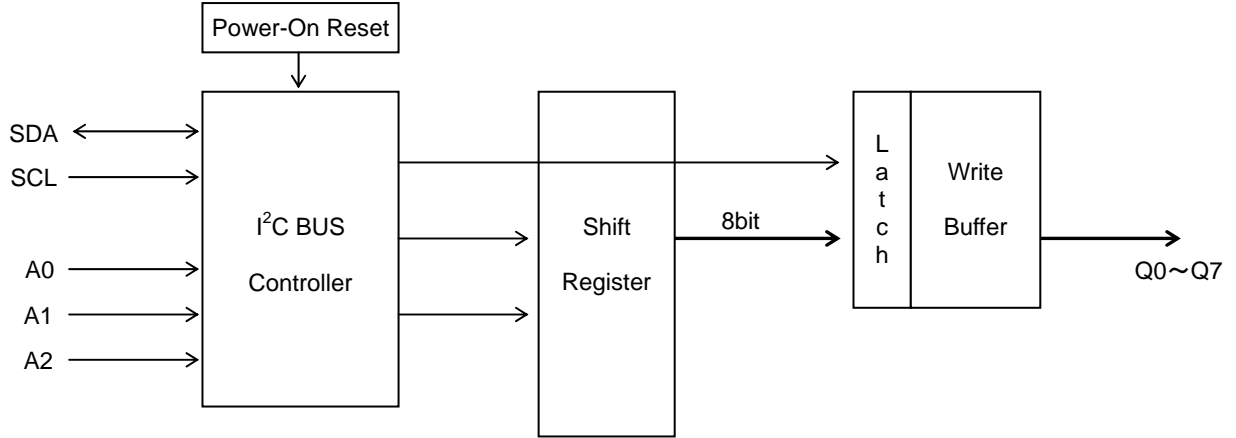 Power-On Reset
SDA
SCL
A0
A1
A2
I²C BUS
Controller
Shift
Register
8bit
L
a
t
c
h
Write
Buffer
Q0～Q7